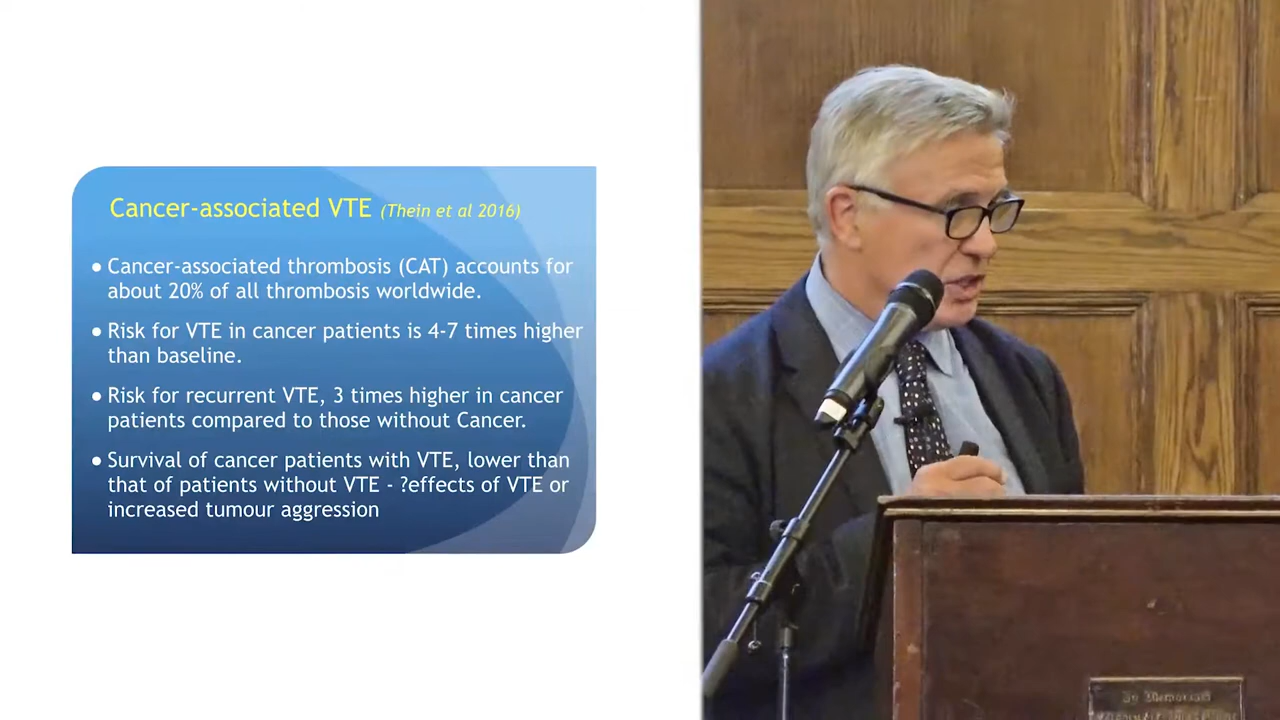 Cancer-associated VTE (Thein et al 2016)
● Cancer-associated thrombosis (CAT) accounts for
about 20% of all thrombosis worldwide.
● Risk for VTE in cancer patients is 4-7 times higher
than baseline.
● Risk for recurrent VTE, 3 times higher in cancer
patients compared to those without Cancer.
● Survival of cancer patients with VTE, lower than
that of patients without VTE - ?effects of VTE or
increased tumour aggression
In Memoriam